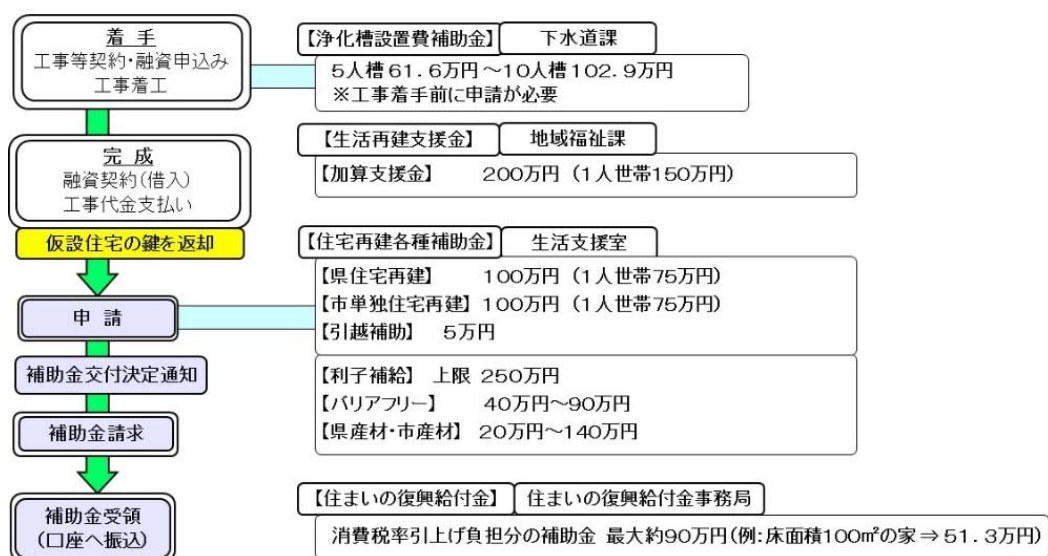 着 手
工事等契約・融資申込み
工事着工
【浄化槽設置費補助金】 下水道課
5人槽61.6万円～10人槽102.9万円
※工事着手前に申請が必要
完 成
融資契約(借入)
工事代金支払い
【生活再建支援金】 地域福祉課
【加算支援金】 200万円 (1人世帯150万円)
仮設住宅の鍵を返却
【住宅再建各種補助金】 生活支援室
【県住宅再建】 100万円 (1人世帯75万円)
【市単独住宅再建】 100万円 (1人世帯75万円)
【引越補助】 5万円
申 請
補助金交付決定通知
【利子補給】 上限 250万円
【バリアフリー】 40万円～90万円
【県産材・市産材】 20万円～140万円
補助金請求
補助金受領
(口座へ振込)
【住まいの復興給付金】 住まいの復興給付金事務局
消費税率引上げ負担分の補助金 最大約90万円(例:床面積100㎡の家⇒51.3万円)